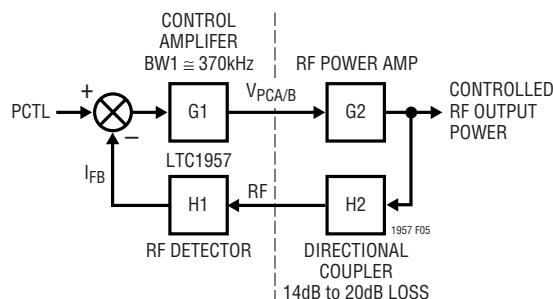 CONTROL
AMPLIFER
BW1 ≅ 370kHz
RF POWER AMP
PCTL
+
−
G1
VPCA/B
G2
CONTROLLED
RF OUTPUT
POWER
LTC1957
IFB
H1
RF
H2
1957 F05
RF DETECTOR
DIRECTIONAL
COUPLER
14dB to 20dB LOSS